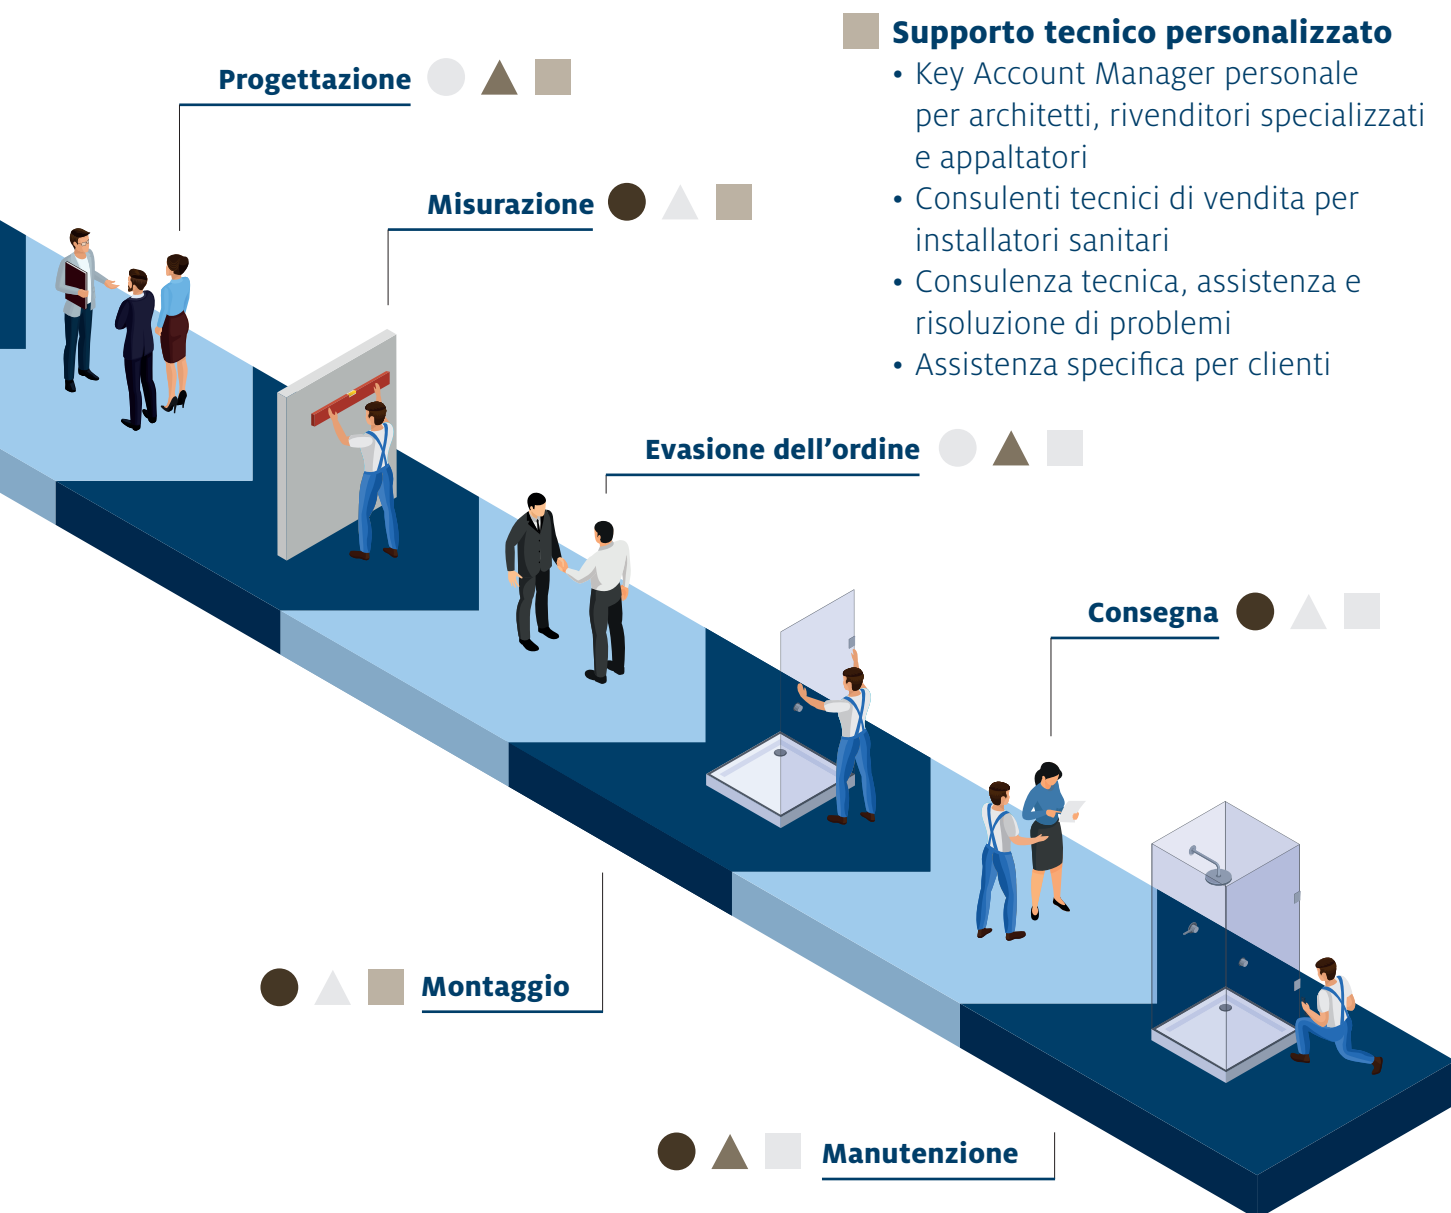 Supporto tecnico personalizzato
• Key Account Manager personale
per architetti, rivenditori specializzati
e appaltatori
• Consulenti tecnici di vendita per
installatori sanitari
• Consulenza tecnica, assistenza e
risoluzione di problemi
• Assistenza specifica per clienti
Progettazione
Misurazione
Evasione dell’ordine
Consegna
Montaggio
Manutenzione